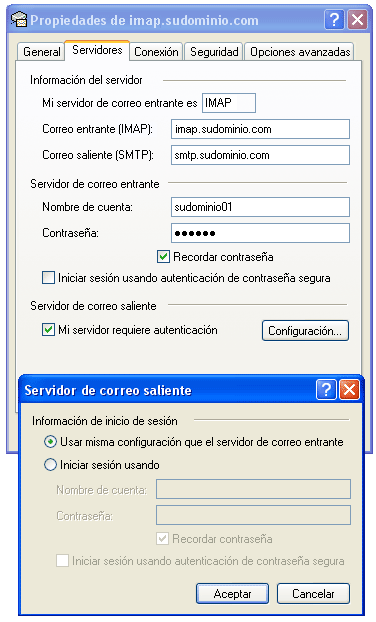 Propiedades de imap.sudominio.com
General Servidores Conexión Seguridad Opciones avanzadas
Información del servidor
Mi servidor de correo entrante es IMAP
Correo entrante (IMAP): imap.sudominio.com
Correo saliente (SMTP): smtp.sudominio.com
Servidor de correo entrante
Nombre de cuenta: sudominio01
Contraseña: ●●●●●●
Recordar contraseña
Iniciar sesión usando autenticación de contraseña segura
Servidor de correo saliente
Mi servidor requiere autenticación Configuración...
Servidor de correo saliente
Información de inicio de sesión
Usar misma configuración que el servidor de correo entrante
Iniciar sesión usando
Nombre de cuenta:
Contraseña:
Recordar contraseña
Iniciar sesión usando autenticación de contraseña segura
Aceptar Cancelar